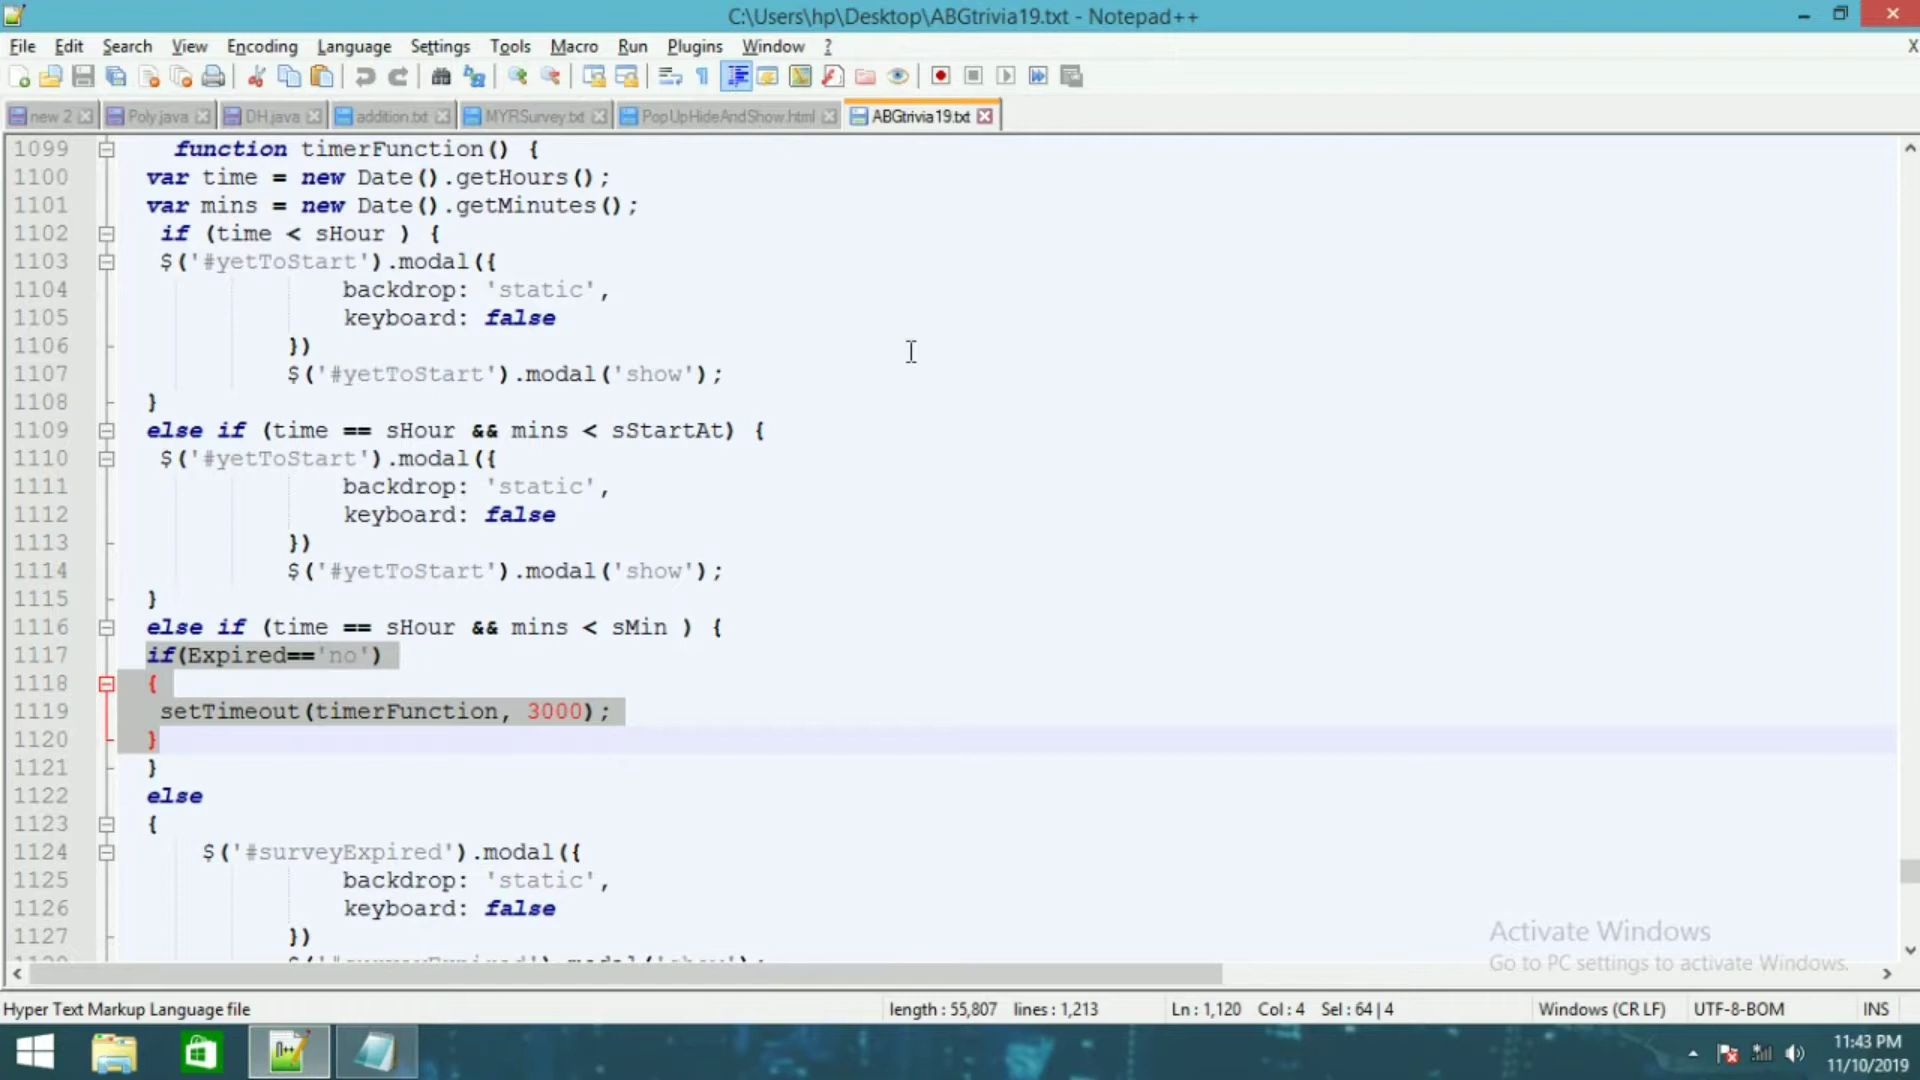 C:\Users\hp\Desktop\ABGtrivia19.txt - Notepad++
File Edit Search View Encoding Language Settings Tools Macro Run Plugins Window ? X
new 2 Poly.java DH.java addition.txt MYRSurvey.txt PopUpHideAndShow.html ABGtrivia19.txt
1099 function timerFunction() {
1100 var time = new Date().getHours();
1101 var mins = new Date().getMinutes();
1102 if (time < sHour ) {
1103 $('#yetToStart').modal({
1104 backdrop: 'static',
1105 keyboard: false
1106 })
1107 $('#yetToStart').modal('show');
1108 }
1109 else if (time == sHour && mins < sStartAt) {
1110 $('#yetToStart').modal({
1111 backdrop: 'static',
1112 keyboard: false
1113 })
1114 $('#yetToStart').modal('show');
1115 }
1116 else if (time == sHour && mins < sMin ) {
1117 if(Expired=='no')
1118 {
1119 setTimeout(timerFunction, 3000);
1120 }
1121 }
1122 else
1123 {
1124 $('#surveyExpired').modal({
1125 backdrop: 'static',
1126 keyboard: false
1127 })
Activate Windows
Go to PC settings to activate Windows.
Hyper Text Markup Language file length : 55,807 lines : 1,213 Ln : 1,120 Col : 4 Sel : 64 | 4 Windows (CR LF) UTF-8-BOM INS
11:43 PM
11/10/2019